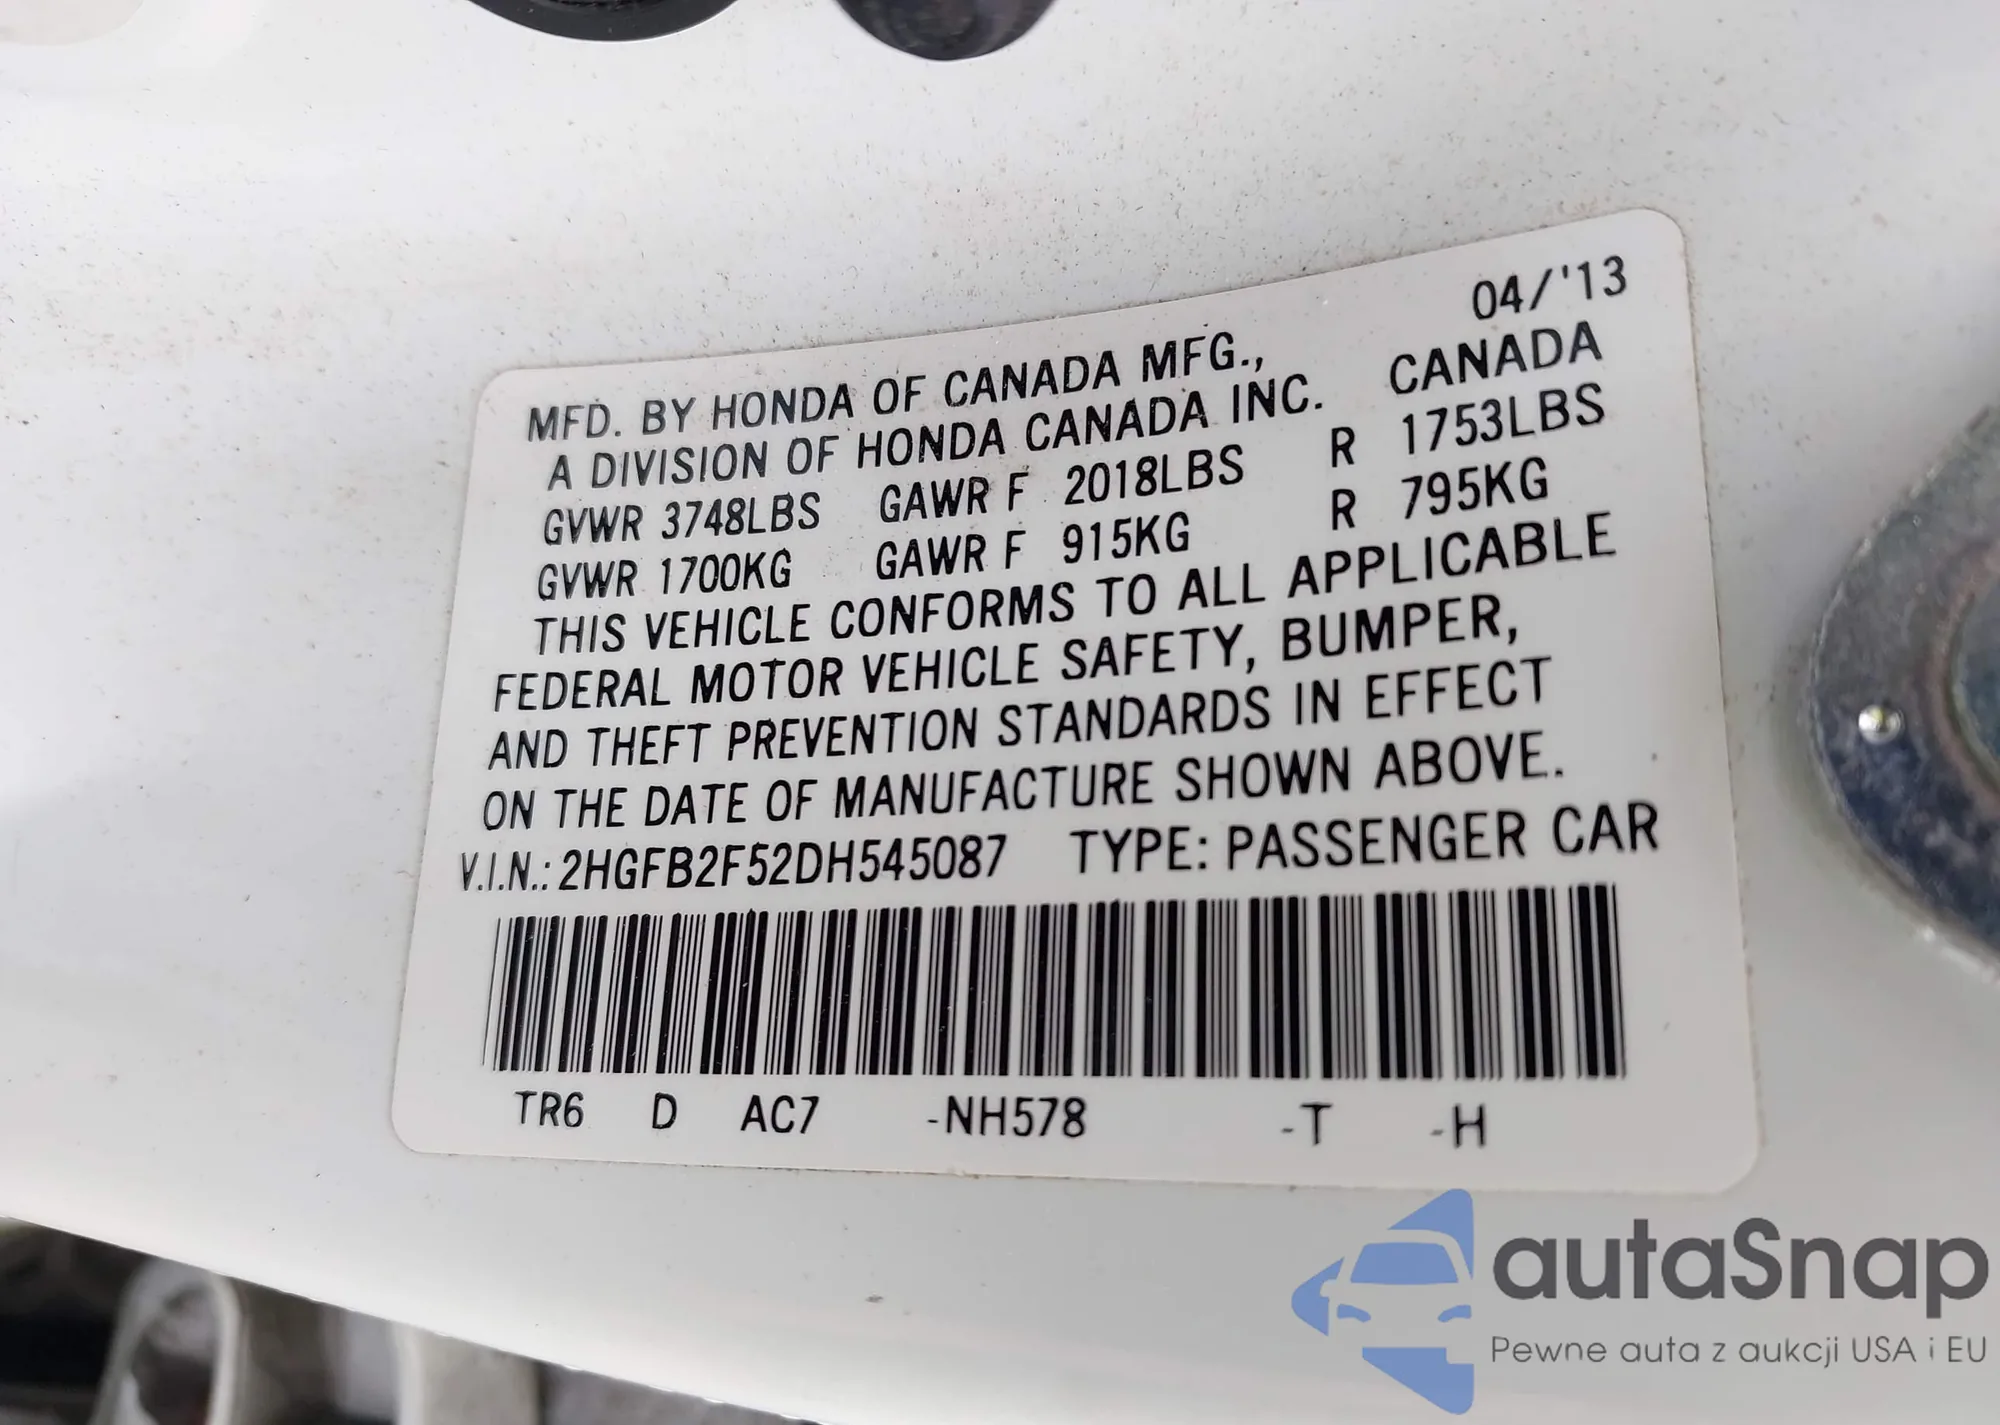 04/'13
MFD. BY HONDA OF CANADA MFG.,
A DIVISION OF HONDA CANADA INC. CANADA
GVWR 3748LBS GAWR F 2018LBS R 1753LBS
GVWR 1700KG GAWR F 915KG R 795KG
THIS VEHICLE CONFORMS TO ALL APPLICABLE
FEDERAL MOTOR VEHICLE SAFETY, BUMPER,
AND THEFT PREVENTION STANDARDS IN EFFECT
ON THE DATE OF MANUFACTURE SHOWN ABOVE.
V.I.N.: 2HGFB2F52DH545087 TYPE: PASSENGER CAR
TR6 D AC7 -NH578 -T -H
autaSnap
Pewne auta z aukcji USA i EU